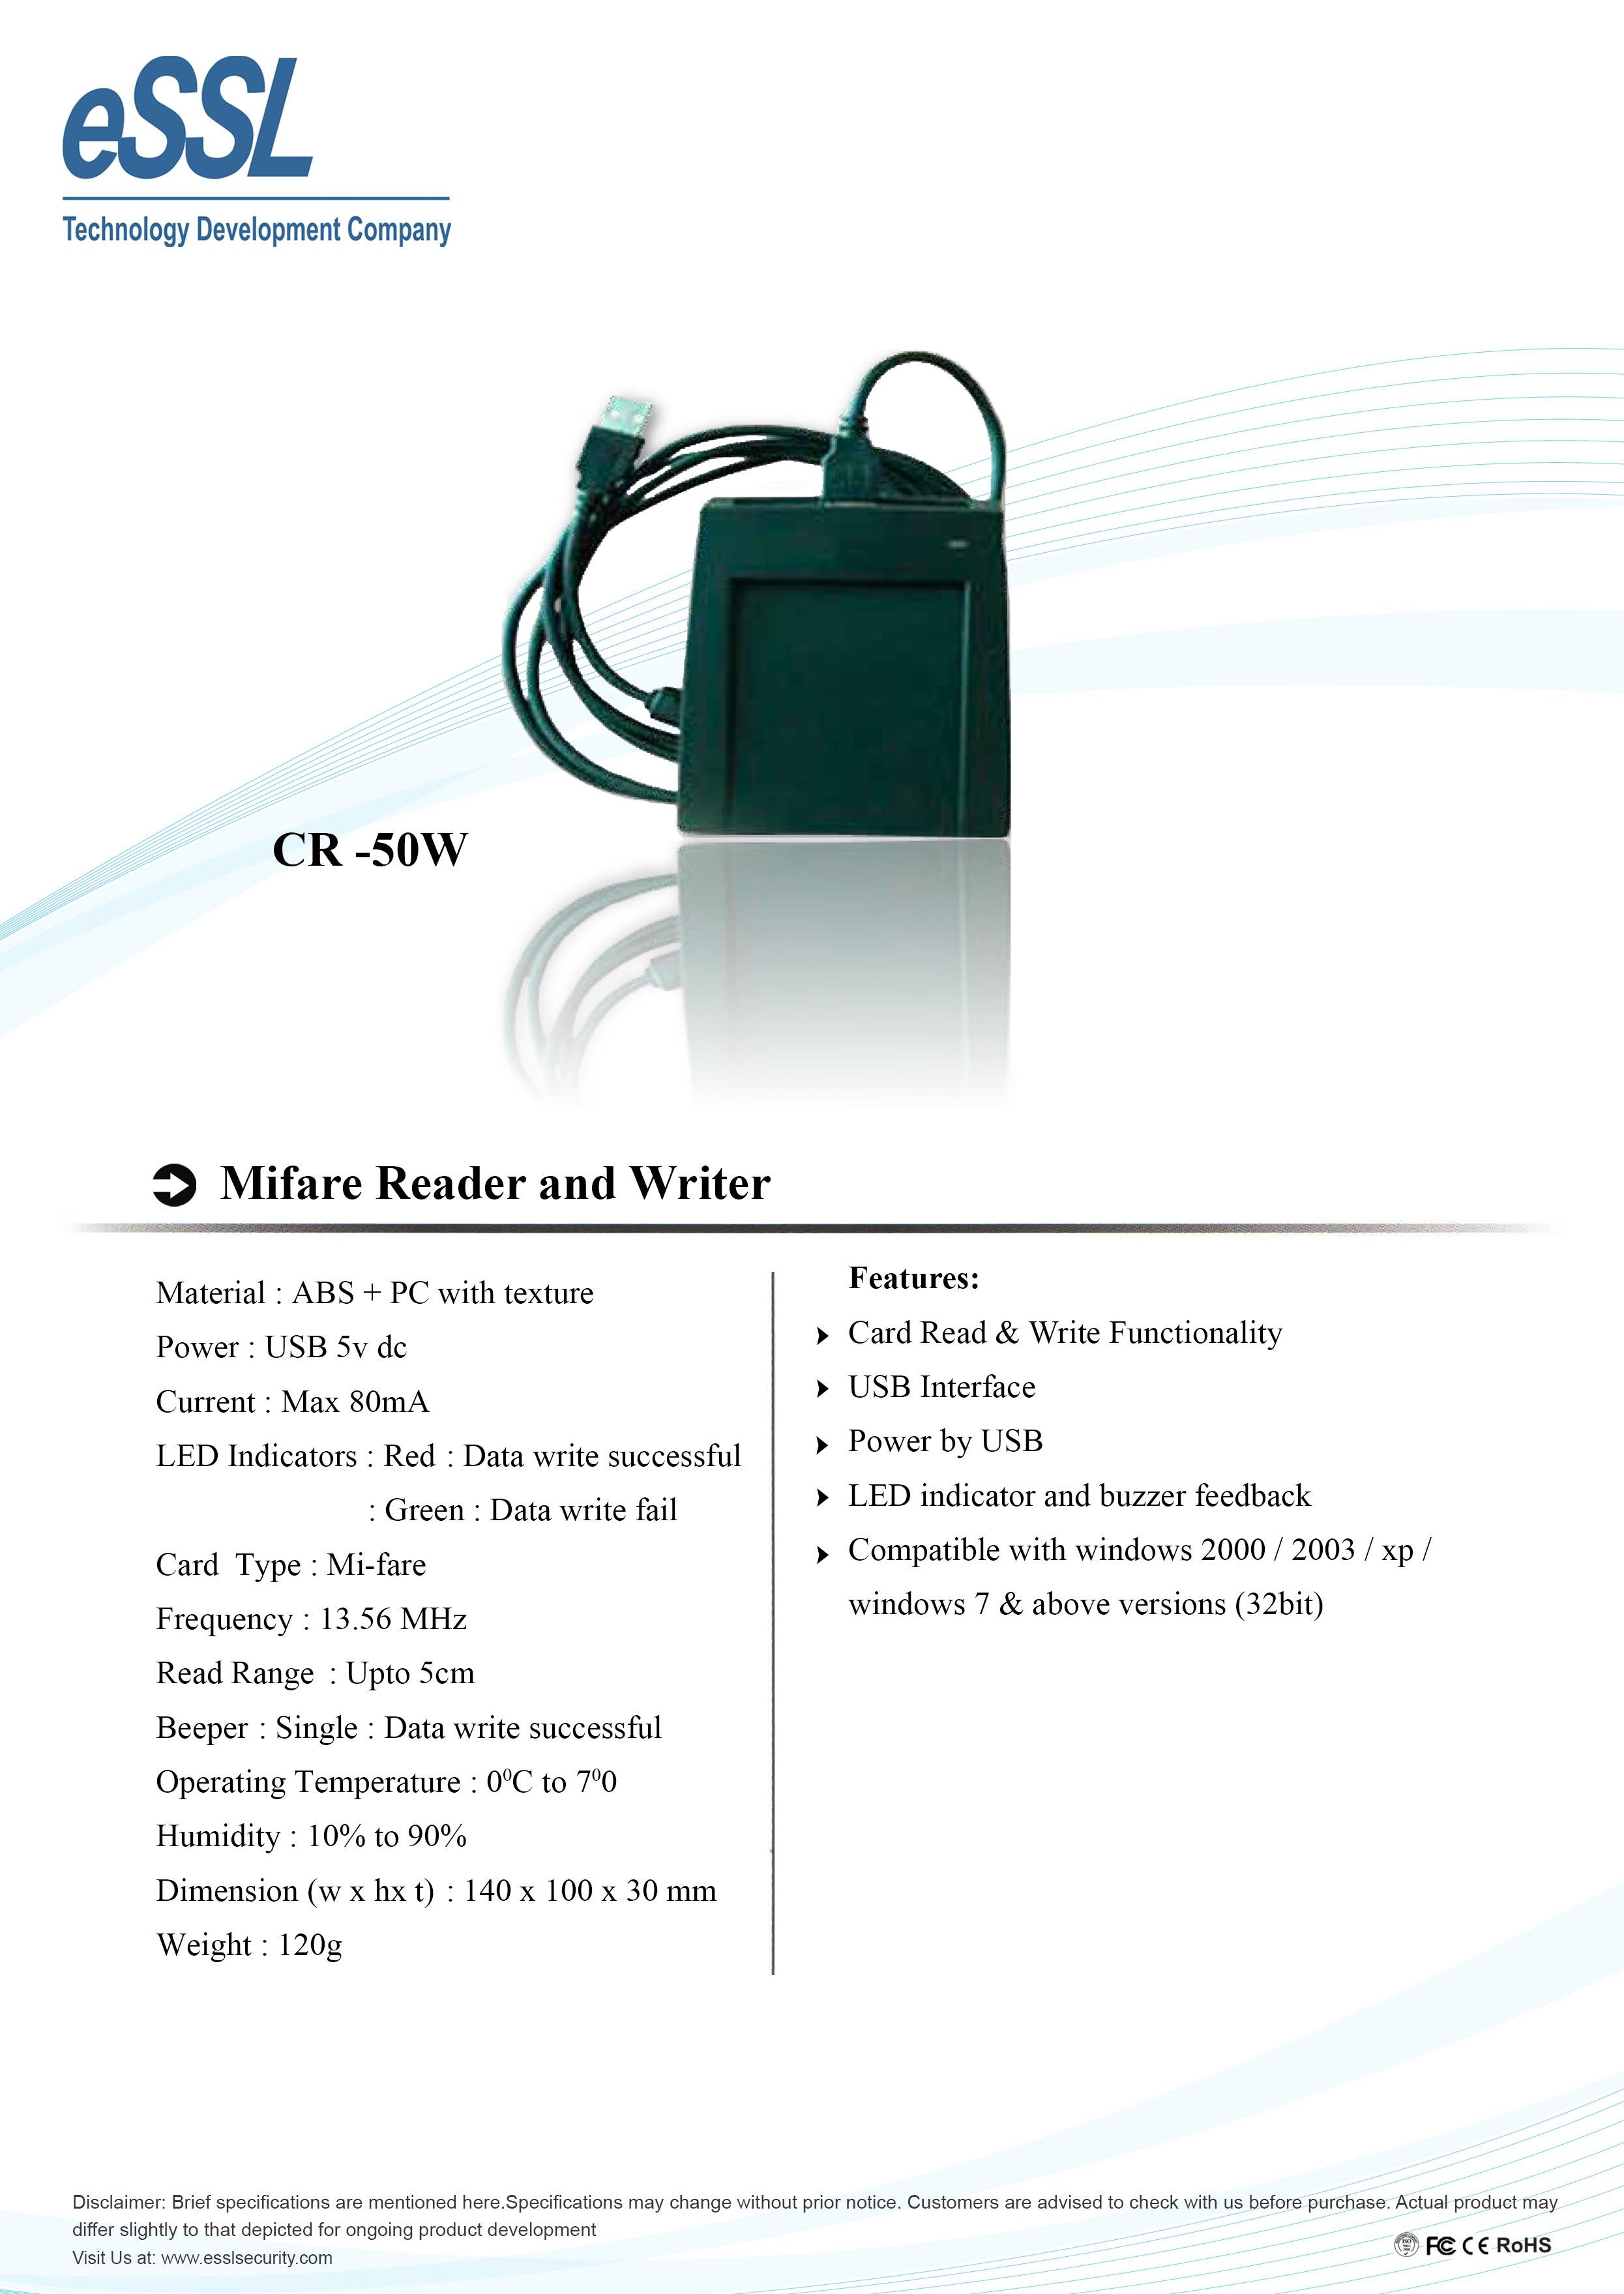 eSSL
Technology Development Company
CR -50W
Mifare Reader and Writer
Material : ABS + PC with texture
Power : USB 5v dc
Current : Max 80mA
LED Indicators : Red : Data write successful
: Green : Data write fail
Card Type : Mi-fare
Frequency : 13.56 MHz
Read Range : Upto 5cm
Beeper : Single : Data write successful
Operating Temperature : 0⁰C to 7⁰0
Humidity : 10% to 90%
Dimension (w x hx t) : 140 x 100 x 30 mm
Weight : 120g
Features:
Card Read & Write Functionality
USB Interface
Power by USB
LED indicator and buzzer feedback
Compatible with windows 2000 / 2003 / xp /
windows 7 & above versions (32bit)
Disclaimer: Brief specifications are mentioned here.Specifications may change without prior notice. Customers are advised to check with us before purchase. Actual product may
differ slightly to that depicted for ongoing product development
Visit Us at: www.esslsecurity.com
FC CE RoHS